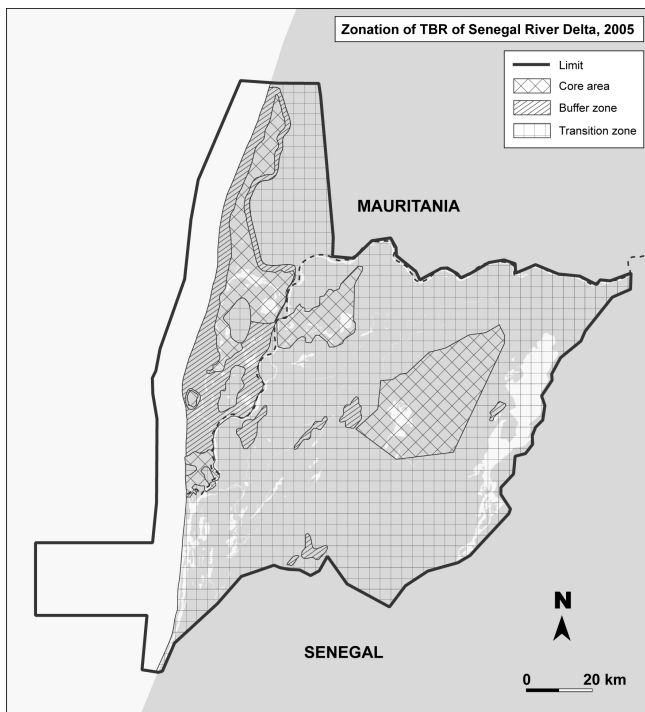 Zonation of TBR of Senegal River Delta, 2005
Limit
Core area
Buffer zone
Transition zone
MAURITANIA
SENEGAL
N
0 20 km